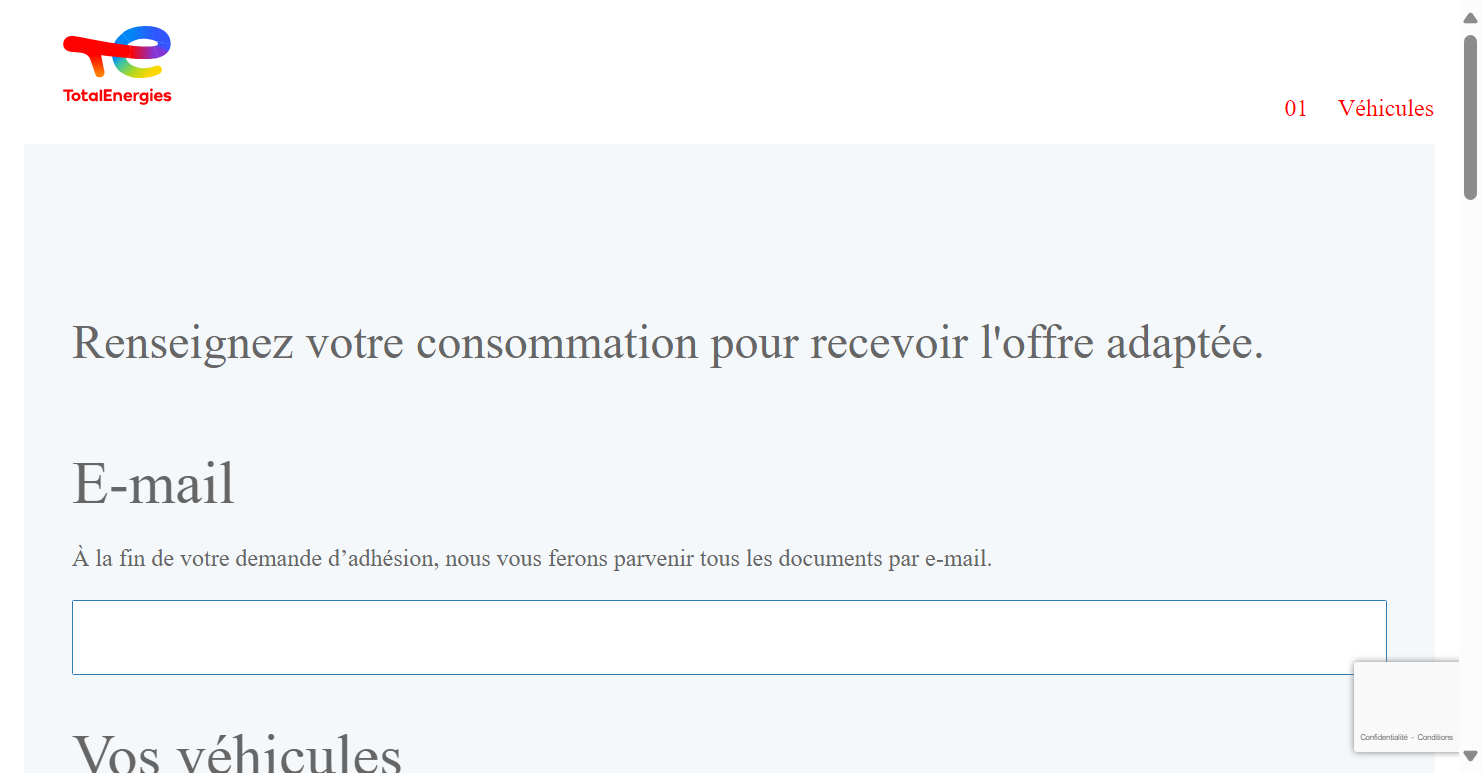 TotalEnergies
01 Véhicules
Renseignez votre consommation pour recevoir l'offre adaptée.
E-mail
À la fin de votre demande d’adhésion, nous vous ferons parvenir tous les documents par e-mail.
Confidentialité - Conditions
Vos véhicules